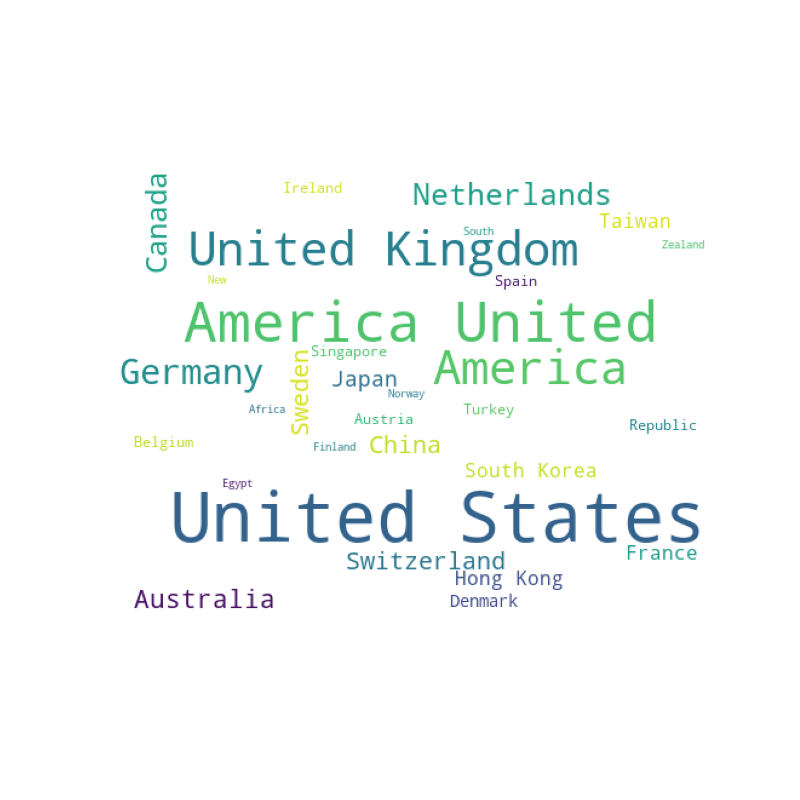 Canada
Ireland
Netherlands
Taiwan
United Kingdom
South
Zealand
New
Spain
America United
Singapore
America
Germany
Sweden
Japan
Norway
Africa
Austria
Turkey
Republic
Belgium
Finland
China
South Korea
Egypt
United States
Switzerland
France
Hong Kong
Australia
Denmark